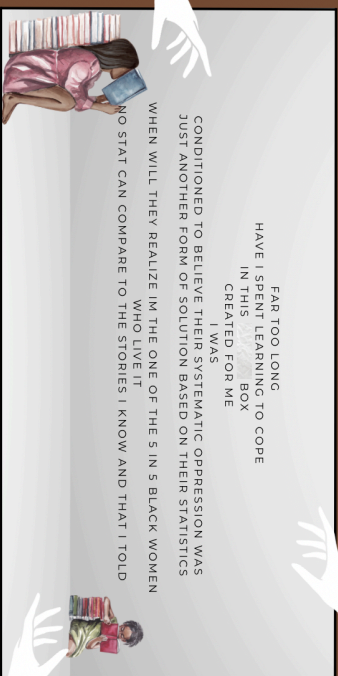 FAR TOO LONG
HAVE I SPENT LEARNING TO COPE
IN THIS BOX
CREATED FOR ME
I WAS
CONDITIONED TO BELIEVE THEIR SYSTEMATIC OPPRESSION WAS
JUST ANOTHER FORM OF SOLUTION BASED ON THEIR STATISTICS
WHEN WILL THEY REALIZE IM THE ONE OF THE 5 IN 5 BLACK WOMEN
WHO LIVE IT
NO STAT CAN COMPARE TO THE STORIES I KNOW AND THAT I TOLD